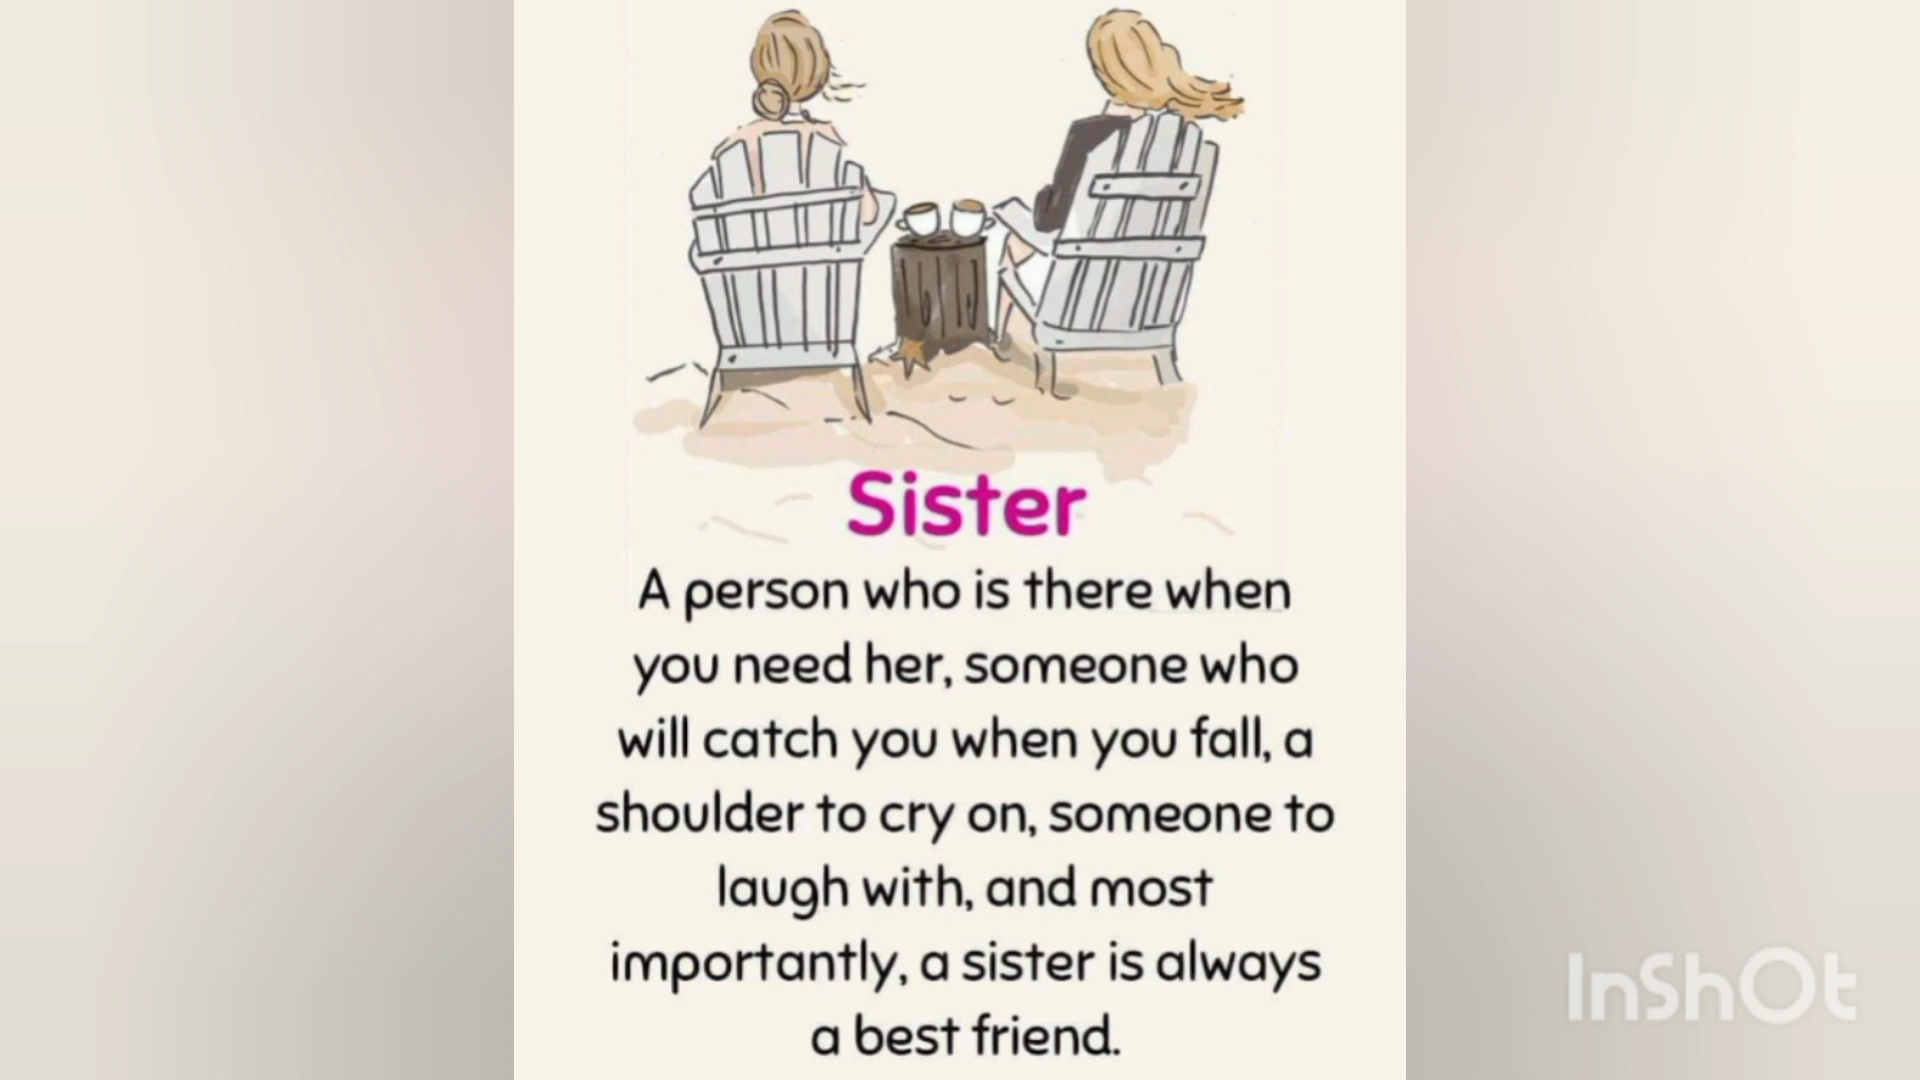 Sister
A person who is there when
you need her, someone who
will catch you when you fall, a
shoulder to cry on, someone to
laugh with, and most
importantly, a sister is always
a best friend.
InShOt